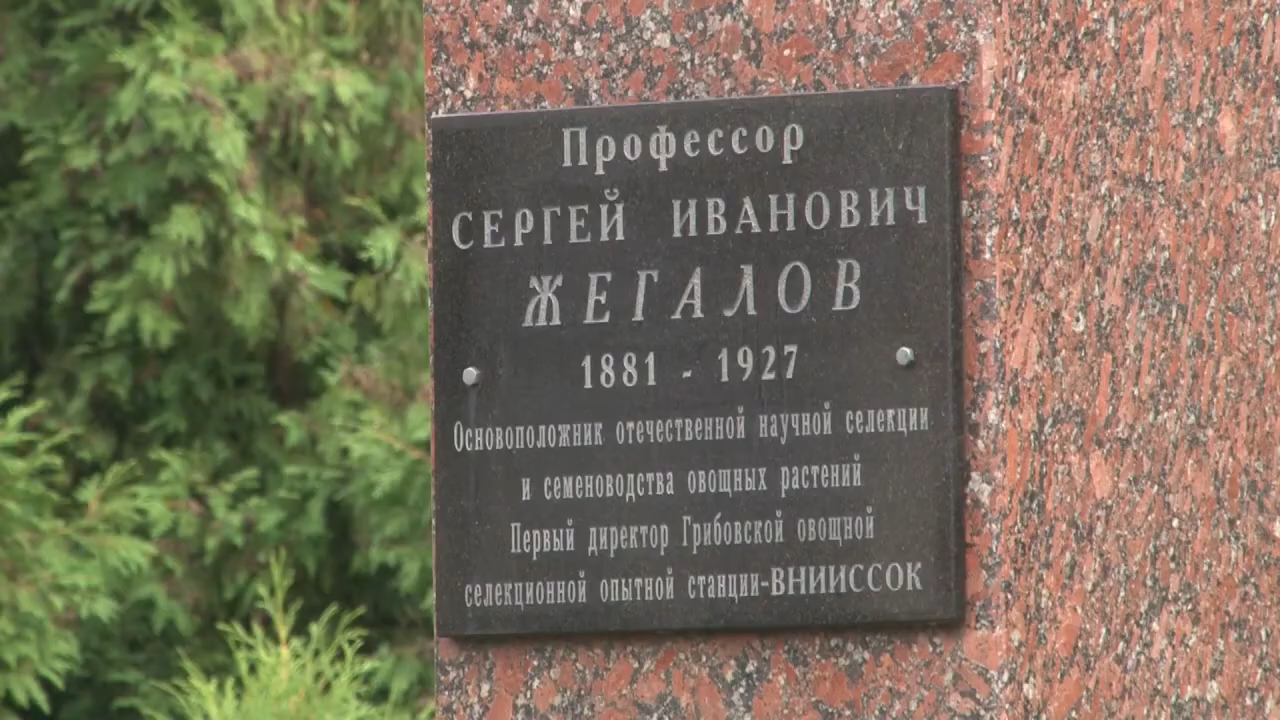 Профессор
СЕРГЕЙ ИВАНОВИЧ
ЖЕГАЛОВ
1881 - 1927
Основоположник отечественной научной селекции
и семеноводства овощных растений
Первый директор Грибовской овощной
селекционной опытной станции-ВНИИССОК